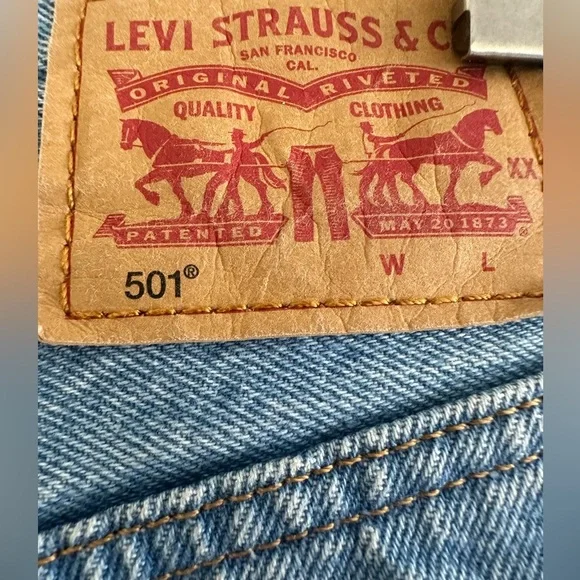 LEVI STRAUSS & C
SAN FRANCISCO
CAL.
ORIGINAL RIVETED
QUALITY CLOTHING
XX
PATENTED MAY 20 1873 ®
W L
501®